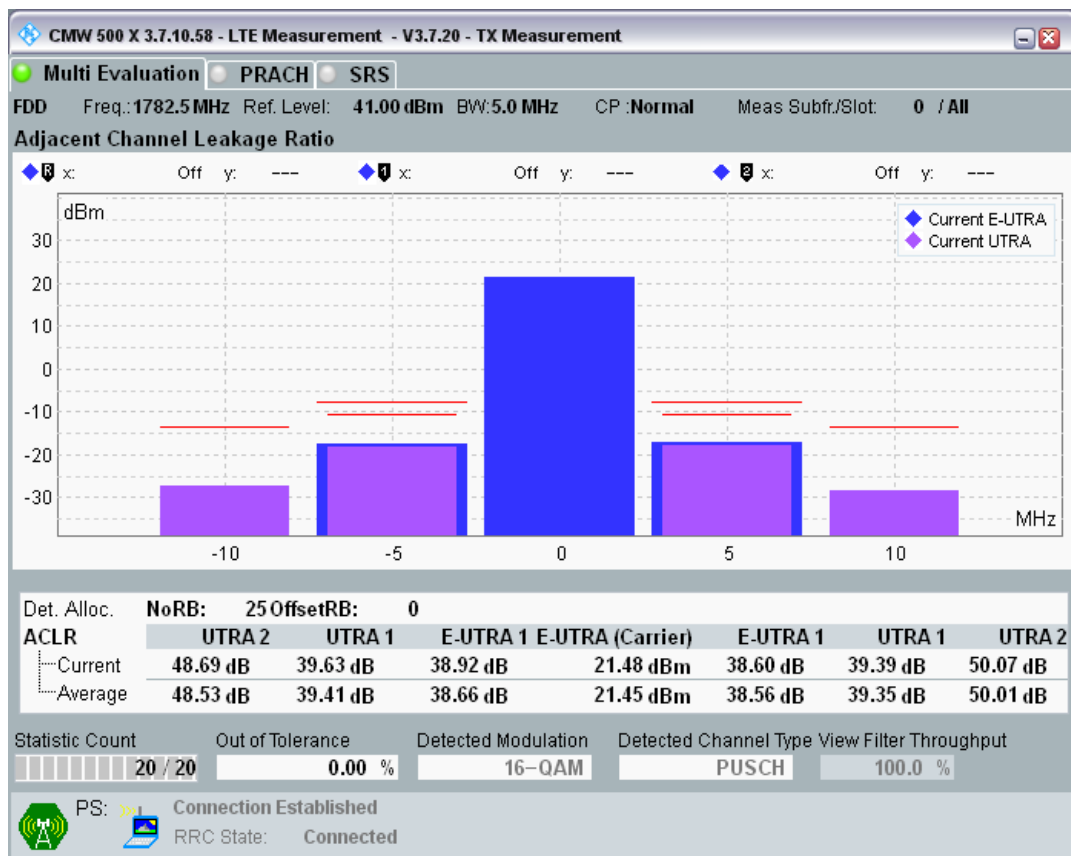 CMW 500 X 3.7.10.58 - LTE Measurement - V3.7.20 - TX Measurement
Multi Evaluation PRACH SRS
FDD Freq.:1782.5 MHz Ref. Level: 41.00 dBm BW:5.0 MHz CP :Normal Meas Subfr./Slot: 0 / All
Adjacent Channel Leakage Ratio
R x: Off y: --- 1 x: Off y: --- 2 x: Off y: ---
dBm
Current E-UTRA
Current UTRA
30
20
10
0
-10
-20
-30
MHz
-10 -5 0 5 10
Det. Alloc. NoRB: 25 OffsetRB: 0
ACLR UTRA 2 UTRA 1 E-UTRA 1 E-UTRA (Carrier) E-UTRA 1 UTRA 1 UTRA 2
Current 48.69 dB 39.63 dB 38.92 dB 21.48 dBm 38.60 dB 39.39 dB 50.07 dB
Average 48.53 dB 39.41 dB 38.66 dB 21.45 dBm 38.56 dB 39.35 dB 50.01 dB
Statistic Count Out of Tolerance Detected Modulation Detected Channel Type View Filter Throughput
20 / 20 0.00 % 16-QAM PUSCH 100.0 %
PS: Connection Established
RRC State: Connected